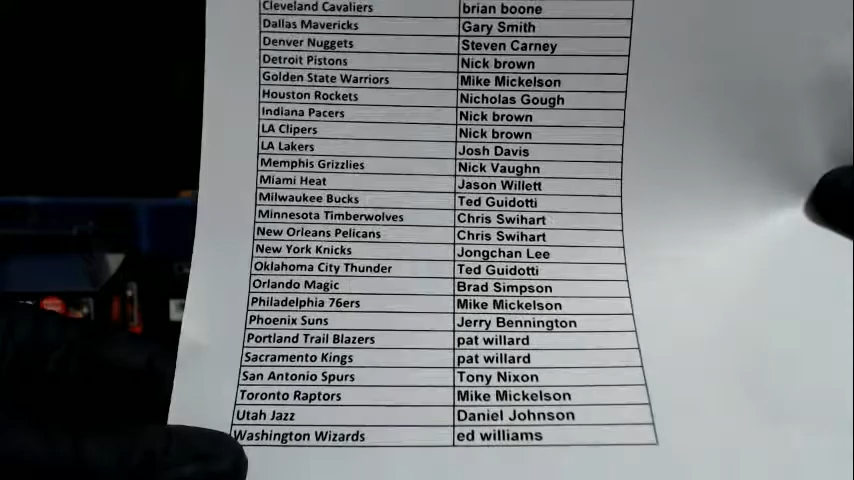 Cleveland Cavaliers brian boone
Dallas Mavericks Gary Smith
Denver Nuggets Steven Carney
Detroit Pistons Nick brown
Golden State Warriors Mike Mickelson
Houston Rockets Nicholas Gough
Indiana Pacers Nick brown
LA Clipers Nick brown
LA Lakers Josh Davis
Memphis Grizzlies Nick Vaughn
Miami Heat Jason Willett
Milwaukee Bucks Ted Guidotti
Minnesota Timberwolves Chris Swihart
New Orleans Pelicans Chris Swihart
New York Knicks Jongchan Lee
Oklahoma City Thunder Ted Guidotti
Orlando Magic Brad Simpson
Philadelphia 76ers Mike Mickelson
Phoenix Suns Jerry Bennington
Portland Trail Blazers pat willard
Sacramento Kings pat willard
San Antonio Spurs Tony Nixon
Toronto Raptors Mike Mickelson
Utah Jazz Daniel Johnson
Washington Wizards ed williams